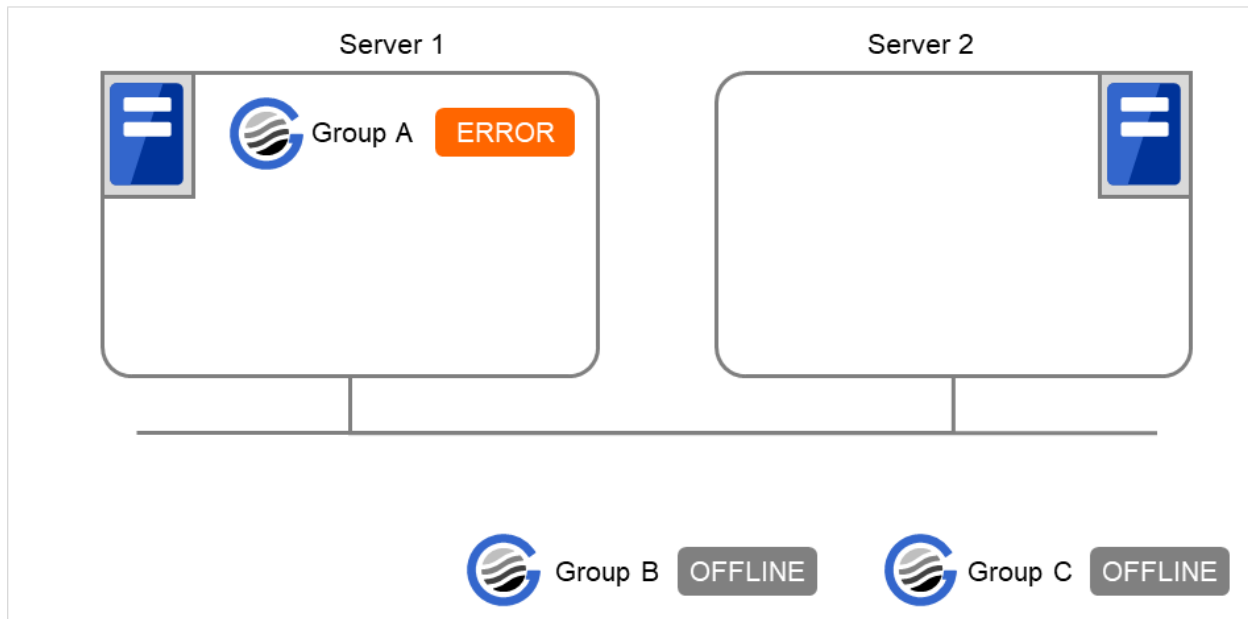 Server 1
Server 2
Group A ERROR
Group B OFFLINE
Group C OFFLINE